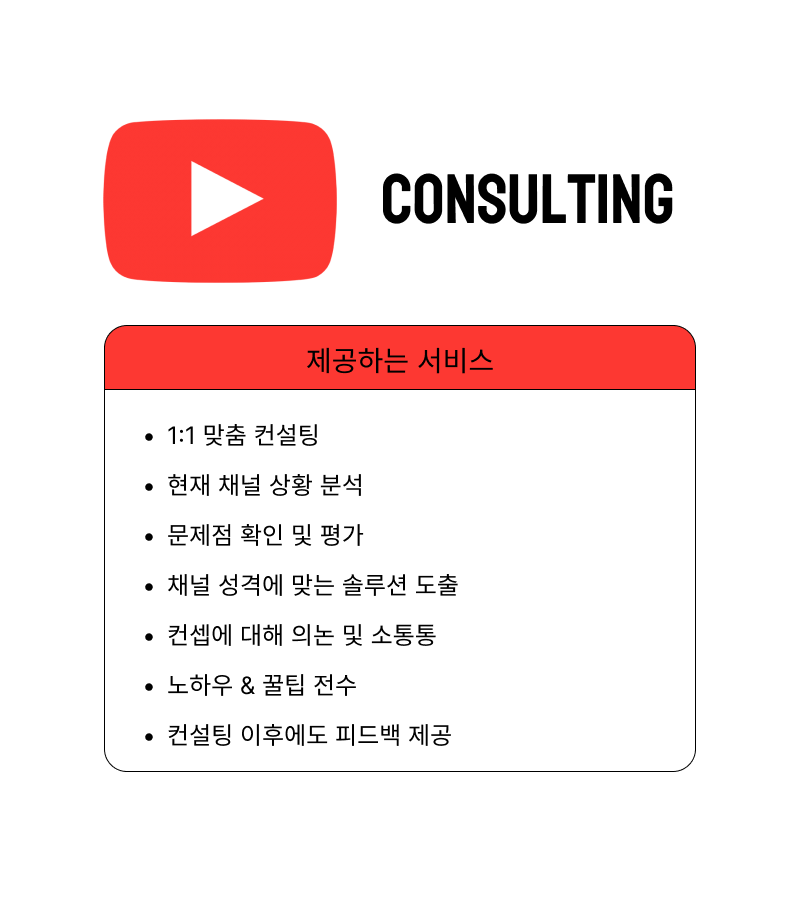 CONSULTING
제공하는 서비스
• 1:1 맞춤 컨설팅
• 현재 채널 상황 분석
• 문제점 확인 및 평가
• 채널 성격에 맞는 솔루션 도출
• 컨셉에 대해 의논 및 소통통
• 노하우 & 꿀팁 전수
• 컨설팅 이후에도 피드백 제공